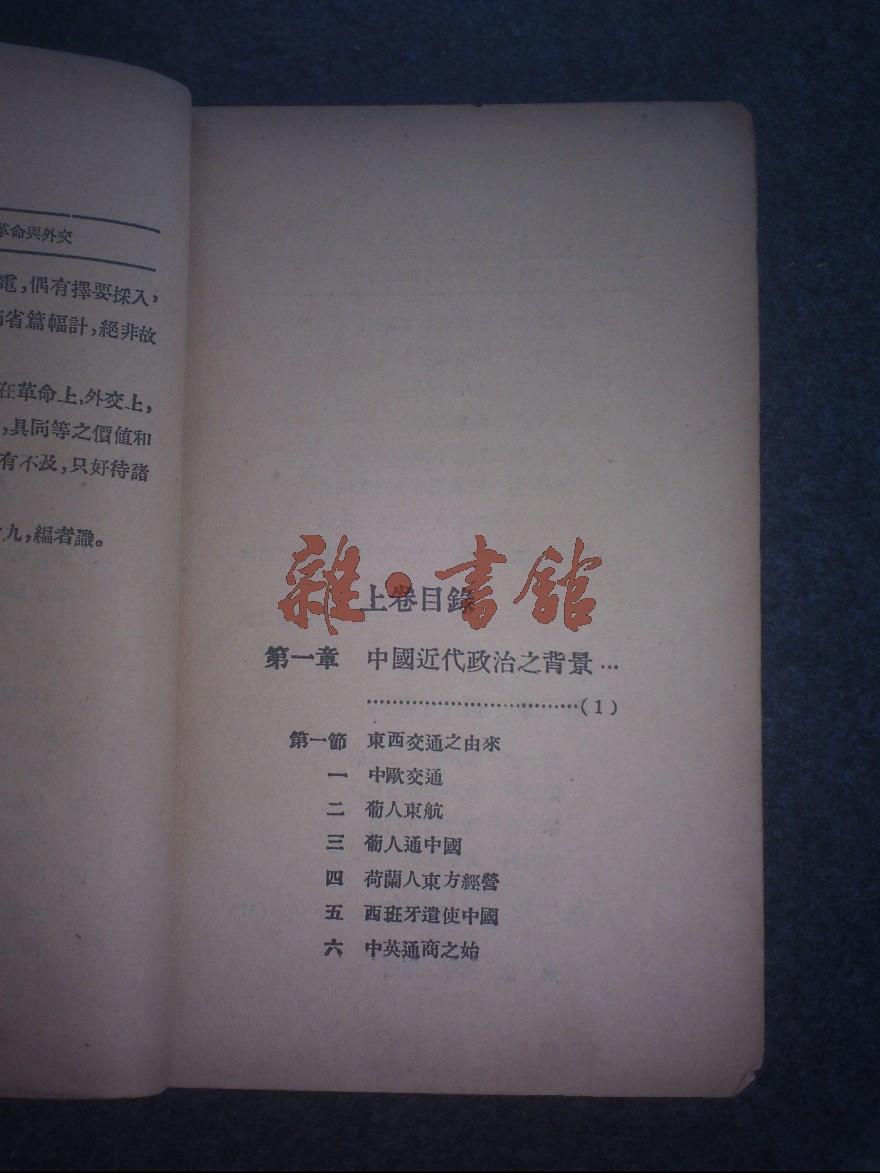 革命與外交
電,偶有擇要採入,
省篇幅計,絕非故
在革命上,外交上,
,具同等之價値和
有不及,只好待諸
九,編者識。
雜·書館
上卷目錄
第一章 中國近代政治之背景…
………………………………(1)
第一節 東西交通之由來
一 中歐交通
二 葡人東航
三 葡人通中國
四 荷蘭人東方經營
五 西班牙遣使中國
六 中英通商之始